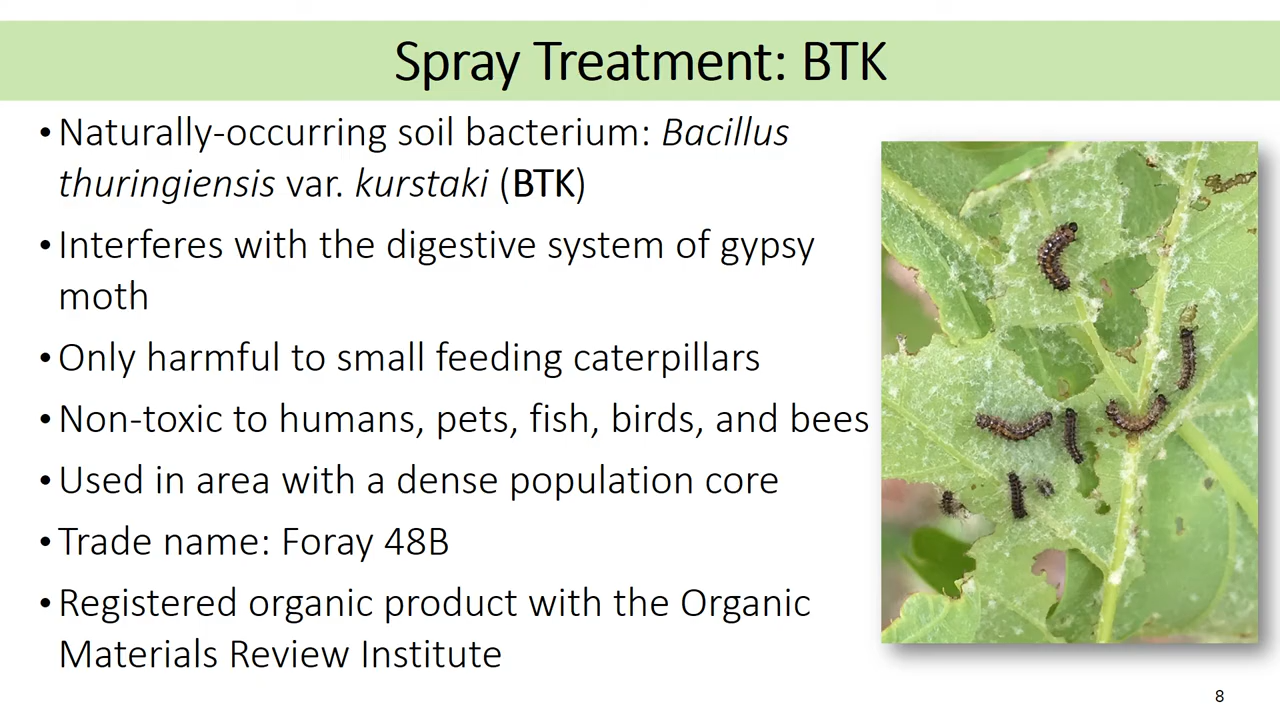 Spray Treatment: BTK
• Naturally-occurring soil bacterium: Bacillus
thuringiensis var. kurstaki (BTK)
• Interferes with the digestive system of gypsy
moth
• Only harmful to small feeding caterpillars
• Non-toxic to humans, pets, fish, birds, and bees
• Used in area with a dense population core
• Trade name: Foray 48B
• Registered organic product with the Organic
Materials Review Institute
8